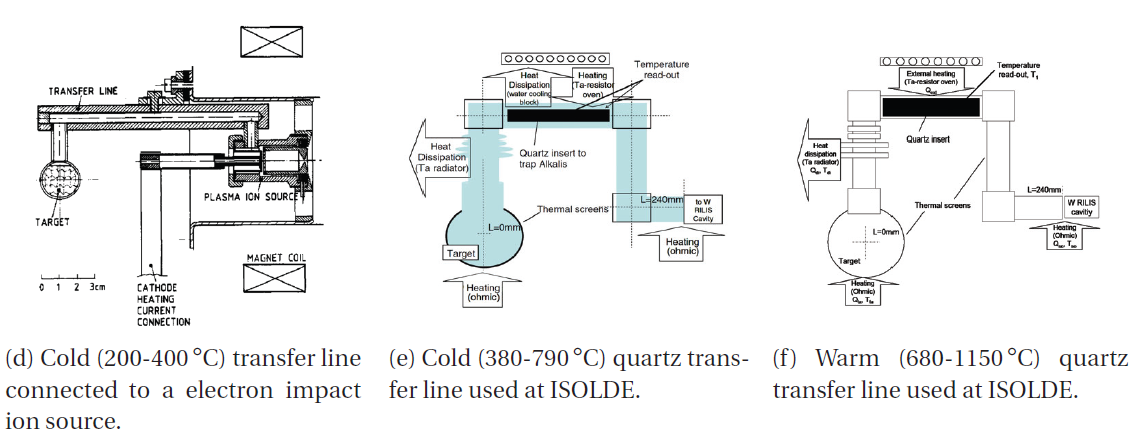 TRANSFER LINE
PLASMA ION SOURCE
TARGET
MAGNET COIL
0 1 2 3cm
CATHODE
HEATING
CURRENT
CONNECTION
(d) Cold (200-400 °C) transfer line
connected to a electron impact
ion source.
Heat
Dissipation
(water cooling
block)
Heating
(Ta-resistor
oven)
Temperature
read-out
Heat
Dissipation
(Ta radiator)
Quartz insert to
trap Alkalis
L=240mm
to W
RILIS
Cavity
Thermal screens
L=0mm
Target
Heating
(ohmic)
Heating
(ohmic)
(e) Cold (380-790 °C) quartz trans-
fer line used at ISOLDE.
External heating
(Ta-resistor oven)
Temperature
read-out, T₁
Quartz insert
Heat
dissipation
(Ta radiator)
L=240mm
W RILIS
cavity
Thermal screens
L=0mm
Target
Heating
(Ohmic)
Heating
(Ohmic)
(f) Warm (680-1150 °C) quartz
transfer line used at ISOLDE.